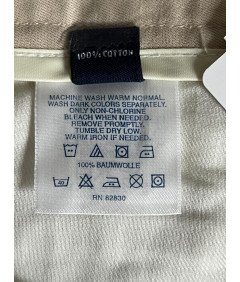 100% COTTON
MACHINE WASH WARM NORMAL.
WASH DARK COLORS SEPARATELY.
ONLY NON-CHLORINE
BLEACH WHEN NEEDED.
REMOVE PROMPTLY.
TUMBLE DRY LOW.
WARM IRON IF NEEDED.
100% BAUMWOLLE
RN 82830